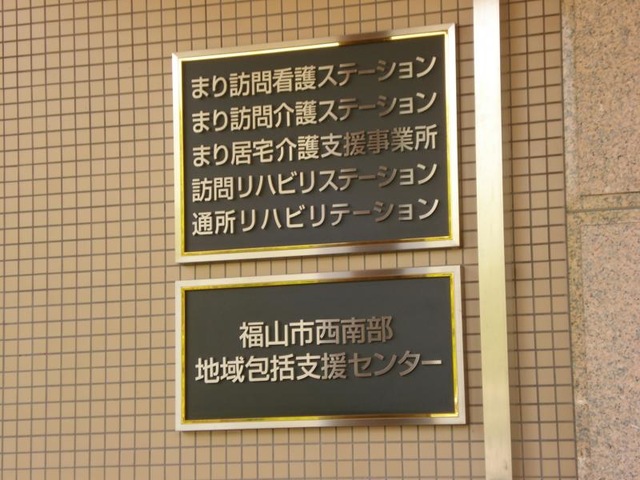 まり訪問看護ステーション
まり訪問介護ステーション
まり居宅介護支援事業所
訪問リハビリステーション
通所リハビリテーション
福山市西南部
地域包括支援センター